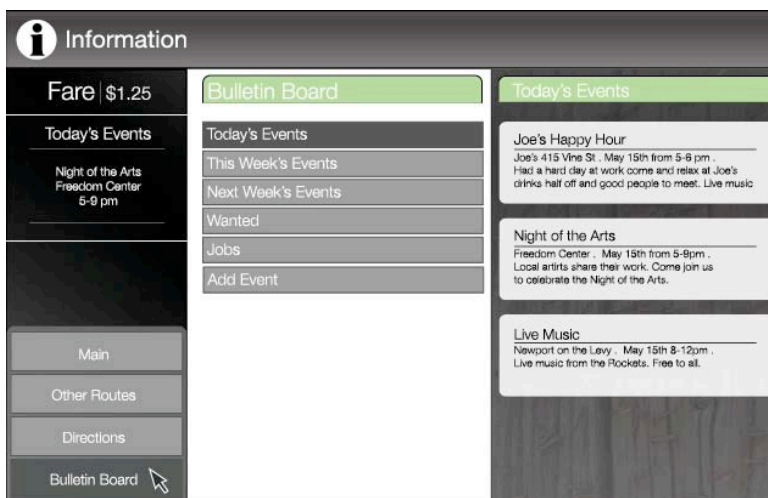 i Information
Fare $1.25
Today's Events
Night of the Arts
Freedom Center
5-9 pm
Main
Other Routes
Directions
Bulletin Board
Bulletin Board
Today's Events
This Week's Events
Next Week's Events
Wanted
Jobs
Add Event
Today's Events
Joe's Happy Hour
Joe's 415 Vine St . May 15th from 5-6 pm .
Had a hard day at work come and relax at Joe's
drinks half off and good people to meet. Live music
Night of the Arts
Freedom Center . May 15th from 5-9pm .
Local artirts share their work. Come join us
to celebrate the Night of the Arts.
Live Music
Newport on the Levy . May 15th 8-12pm .
Live music from the Rockets. Free to all.